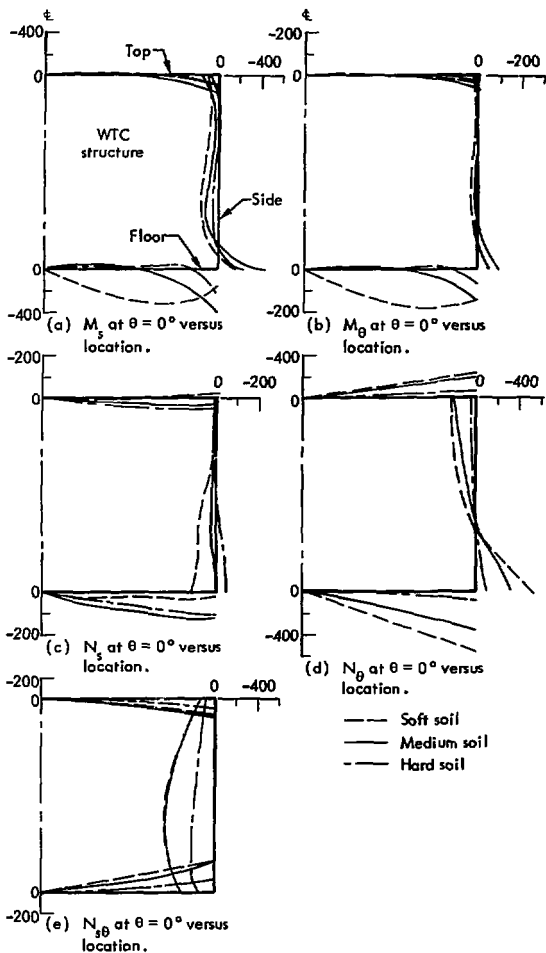 ℄
-400
0
Top
0
-400
WTC
structure
Side
Floor
0
-400
(a) Mₛ at θ = 0° versus
location.
℄
-200
0
0
-200
0
-200
(b) M_θ at θ = 0° versus
location.
-200
0
0
-200
0
-200
(c) Nₛ at θ = 0° versus
location.
-400
0
0
-400
0
-400
(d) N_θ at θ = 0° versus
location.
Soft soil
Medium soil
Hard soil
-200
0
0
-400
0
-200
(e) N_sθ at θ = 0° versus
location.